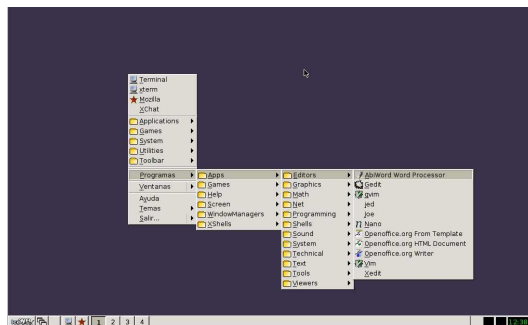 Terminal
xterm
Mozilla
XChat
Applications
Games
System
Utilities
Toolbar
Programas
Ventanas
Ayuda
Temas
Salir...
Apps
Games
Help
Screen
WindowManagers
XShells
Editors
Graphics
Math
Net
Programming
Shells
Sound
System
Technical
Text
Tools
Viewers
AbiWord Word Processor
Gedit
gvim
jed
joe
Nano
Openoffice.org From Template
Openoffice.org HTML Document
Openoffice.org Writer
Vim
Xedit
1 2 3 4
12:38